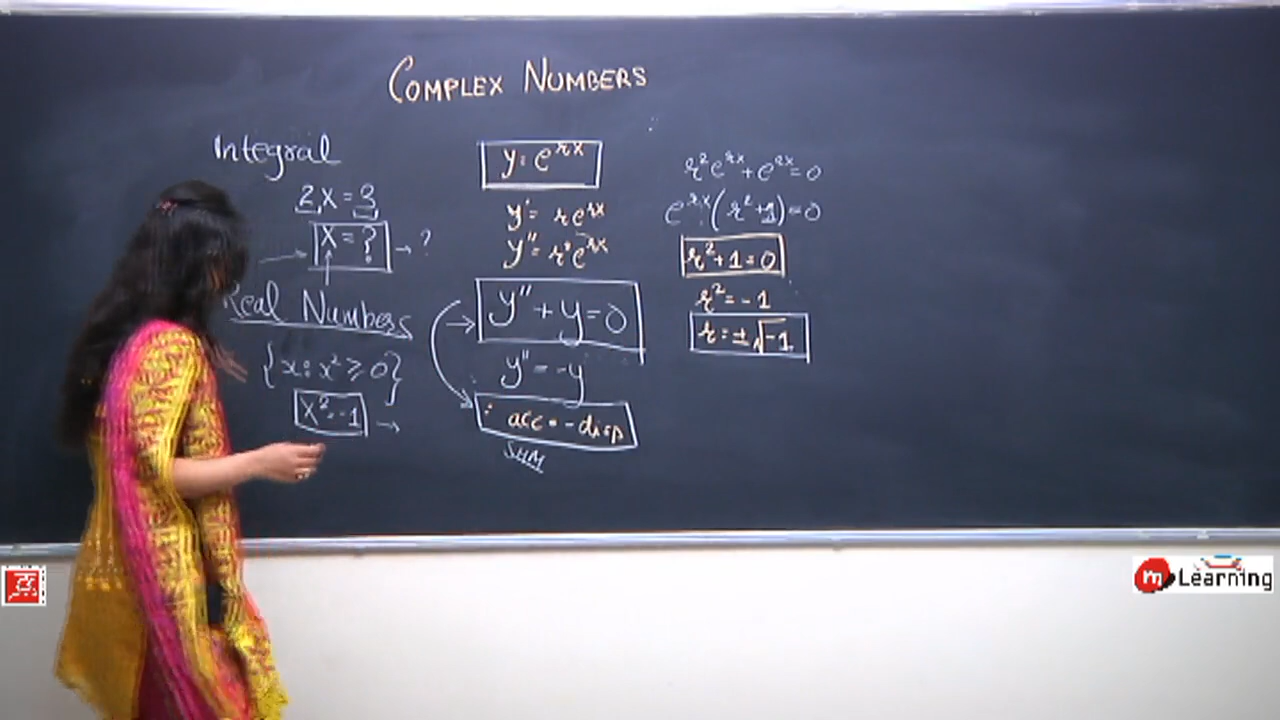 COMPLEX NUMBERS
Integral
2x = 3
x = ?
→ ?
Real Numbers
{x : x² ≥ 0}
x² = -1 →
y = e^{rx}
y' = re^{rx}
y'' = r²e^{rx}
→ y'' + y = 0
y'' = -y
∵ acc = -disp
SHM
r²e^{rx} + e^{rx} = 0
e^{rx}(r² + 1) = 0
r² + 1 = 0
r² = -1
r = ±√-1
m Learning